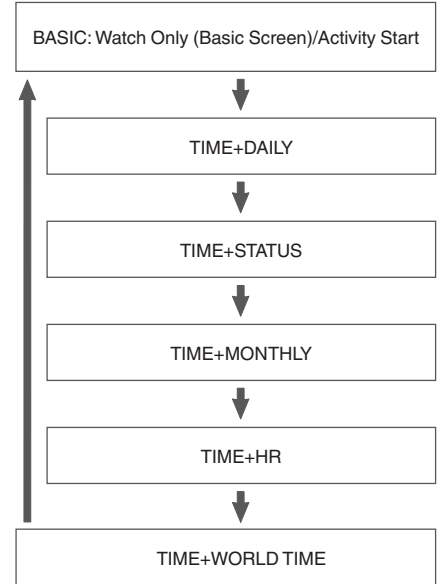 BASIC: Watch Only (Basic Screen)/Activity Start
TIME+DAILY
TIME+STATUS
TIME+MONTHLY
TIME+HR
TIME+WORLD TIME